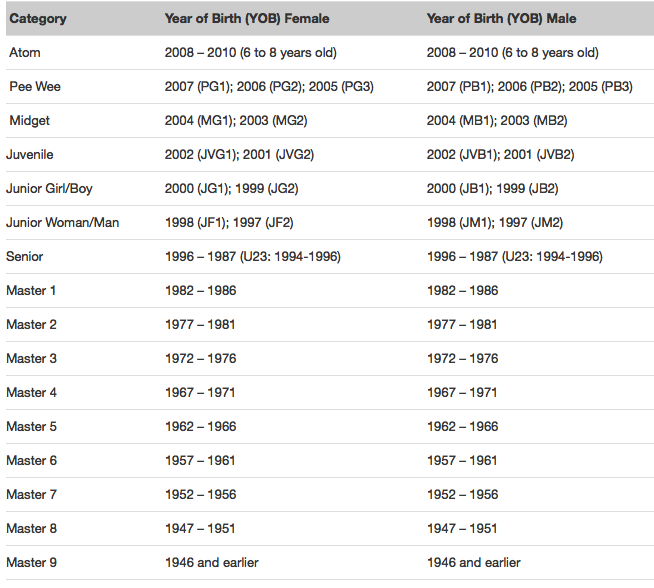 Category Year of Birth (YOB) Female Year of Birth (YOB) Male
Atom 2008 – 2010 (6 to 8 years old) 2008 – 2010 (6 to 8 years old)
Pee Wee 2007 (PG1); 2006 (PG2); 2005 (PG3) 2007 (PB1); 2006 (PB2); 2005 (PB3)
Midget 2004 (MG1); 2003 (MG2) 2004 (MB1); 2003 (MB2)
Juvenile 2002 (JVG1); 2001 (JVG2) 2002 (JVB1); 2001 (JVB2)
Junior Girl/Boy 2000 (JG1); 1999 (JG2) 2000 (JB1); 1999 (JB2)
Junior Woman/Man 1998 (JF1); 1997 (JF2) 1998 (JM1); 1997 (JM2)
Senior 1996 – 1987 (U23: 1994-1996) 1996 – 1987 (U23: 1994-1996)
Master 1 1982 – 1986 1982 – 1986
Master 2 1977 – 1981 1977 – 1981
Master 3 1972 – 1976 1972 – 1976
Master 4 1967 – 1971 1967 – 1971
Master 5 1962 – 1966 1962 – 1966
Master 6 1957 – 1961 1957 – 1961
Master 7 1952 – 1956 1952 – 1956
Master 8 1947 – 1951 1947 – 1951
Master 9 1946 and earlier 1946 and earlier